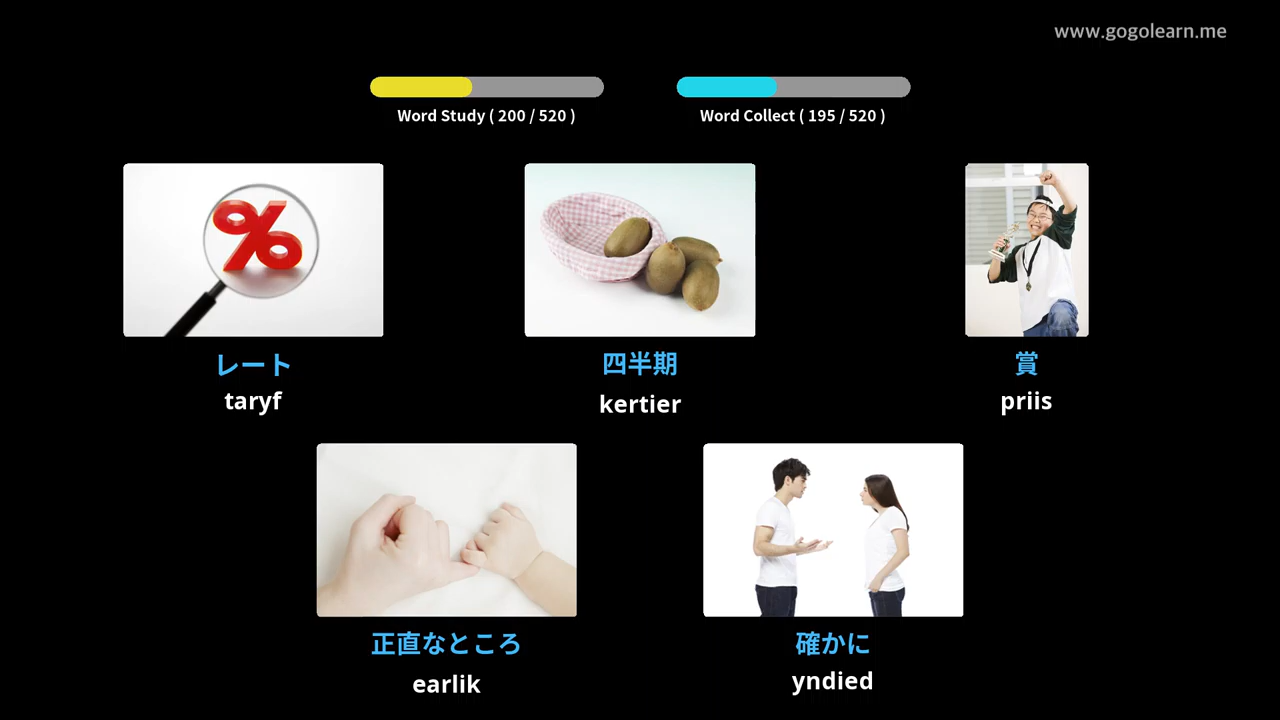 www.gogolearn.me
Word Study ( 200 / 520 )
Word Collect ( 195 / 520 )
レート
taryf
四半期
kertier
賞
priis
正直なところ
earlik
確かに
yndied